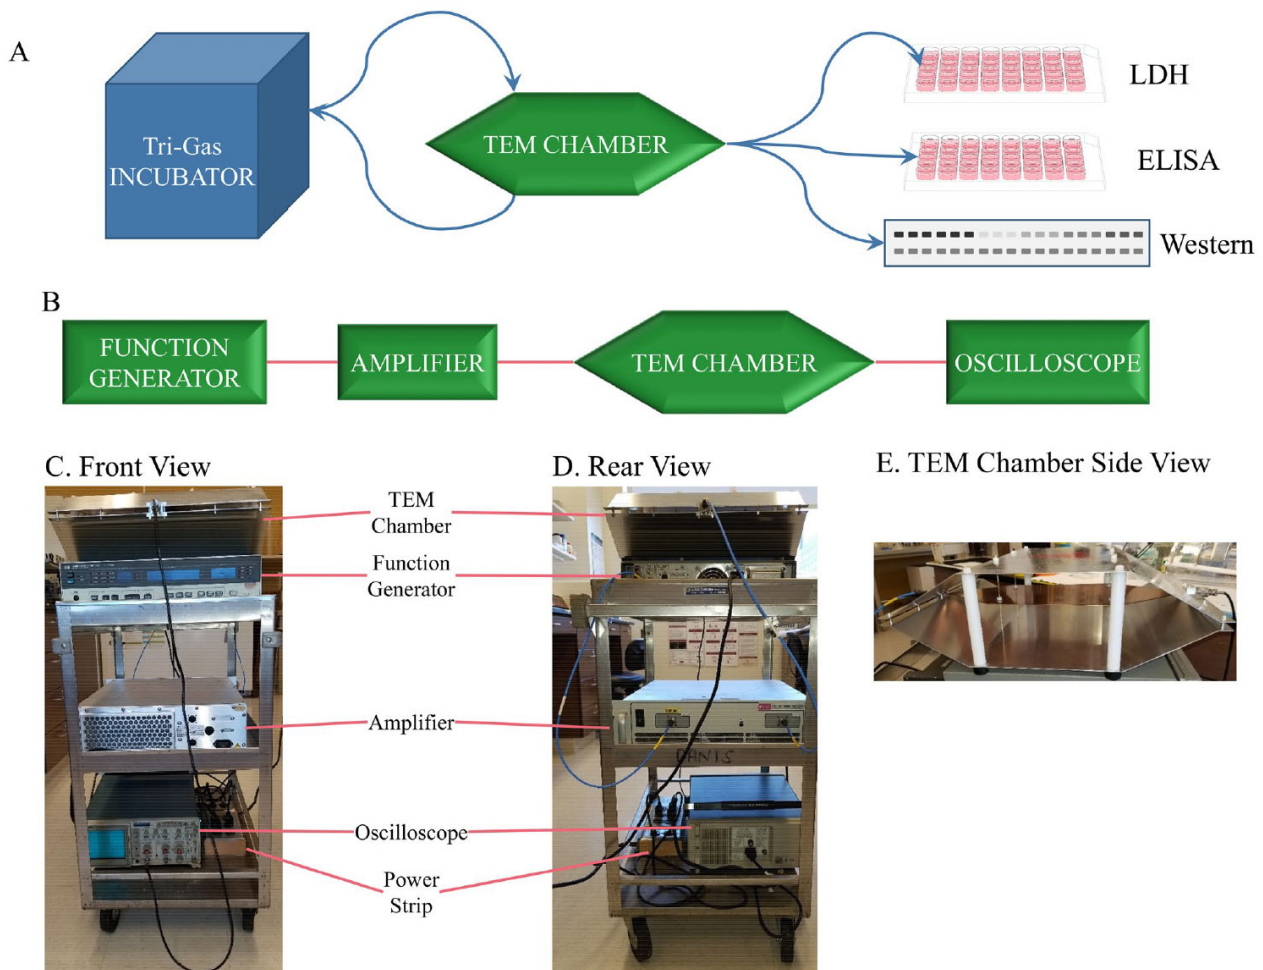 A
Tri-Gas
INCUBATOR
TEM CHAMBER
LDH
ELISA
Western
B
FUNCTION
GENERATOR
AMPLIFIER
TEM CHAMBER
OSCILLOSCOPE
C. Front View
D. Rear View
E. TEM Chamber Side View
TEM
Chamber
Function
Generator
Amplifier
DANIS
Oscilloscope
Power
Strip